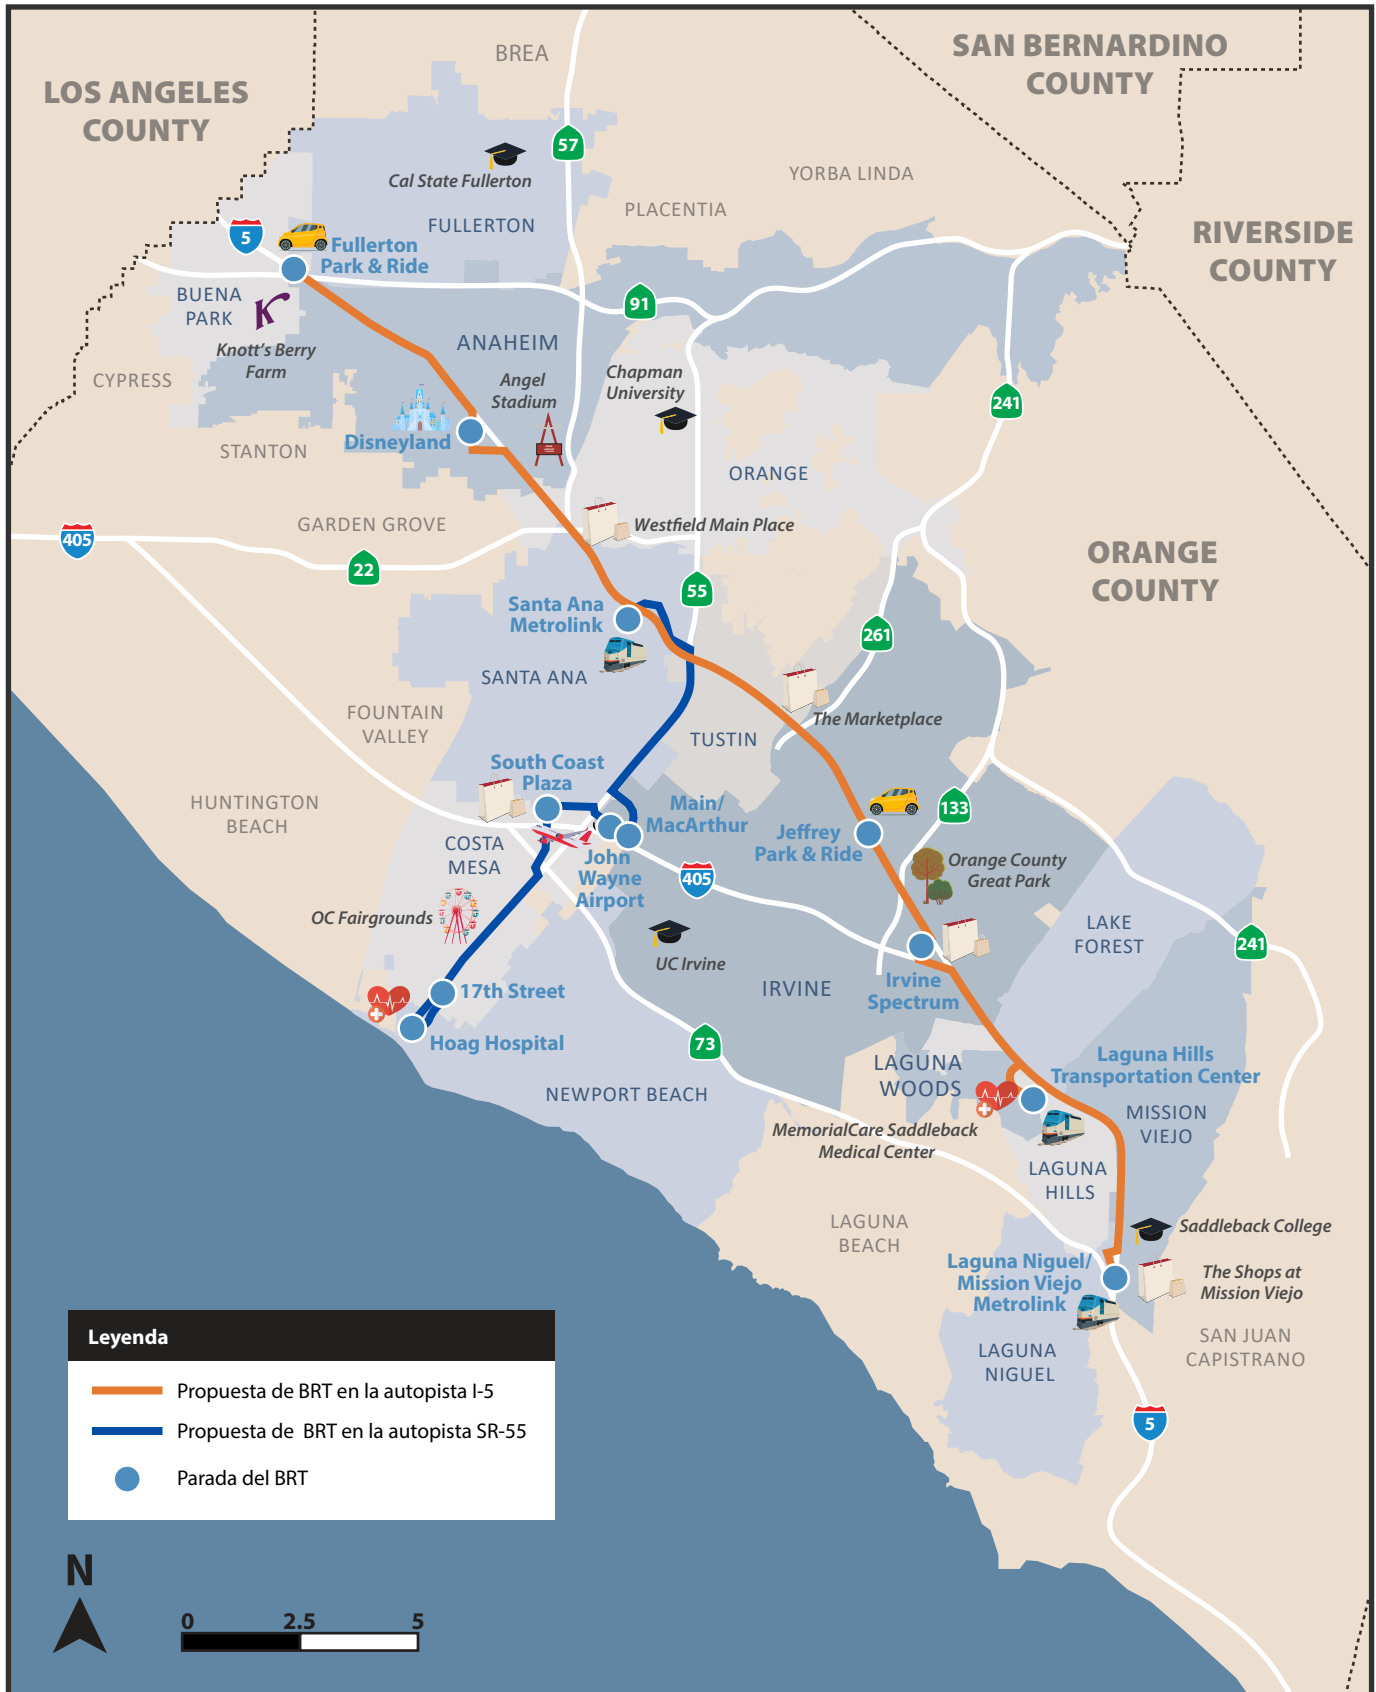 BREA
SAN BERNARDINO
COUNTY
LOS ANGELES
COUNTY
57
Cal State Fullerton
YORBA LINDA
PLACENTIA
FULLERTON
RIVERSIDE
COUNTY
5
Fullerton
Park & Ride
BUENA
PARK
K
91
Knott's Berry
Farm
ANAHEIM
CYPRESS
Angel
Stadium
Chapman
University
241
Disneyland
STANTON
ORANGE
GARDEN GROVE
Westfield Main Place
405
22
ORANGE
COUNTY
55
Santa Ana
Metrolink
261
SANTA ANA
FOUNTAIN
VALLEY
The Marketplace
TUSTIN
South Coast
Plaza
HUNTINGTON
BEACH
Main/
MacArthur
133
Jeffrey
Park & Ride
COSTA
MESA
John
Wayne
Airport
405
Orange County
Great Park
OC Fairgrounds
LAKE
FOREST
241
UC Irvine
IRVINE
Irvine
Spectrum
17th Street
Hoag Hospital
73
LAGUNA
WOODS
Laguna Hills
Transportation Center
NEWPORT BEACH
MISSION
VIEJO
MemorialCare Saddleback
Medical Center
LAGUNA
HILLS
LAGUNA
BEACH
Saddleback College
Laguna Niguel/
Mission Viejo
Metrolink
The Shops at
Mission Viejo
SAN JUAN
CAPISTRANO
LAGUNA
NIGUEL
5
Leyenda
Propuesta de BRT en la autopista I-5
Propuesta de BRT en la autopista SR-55
Parada del BRT
N
0 2.5 5